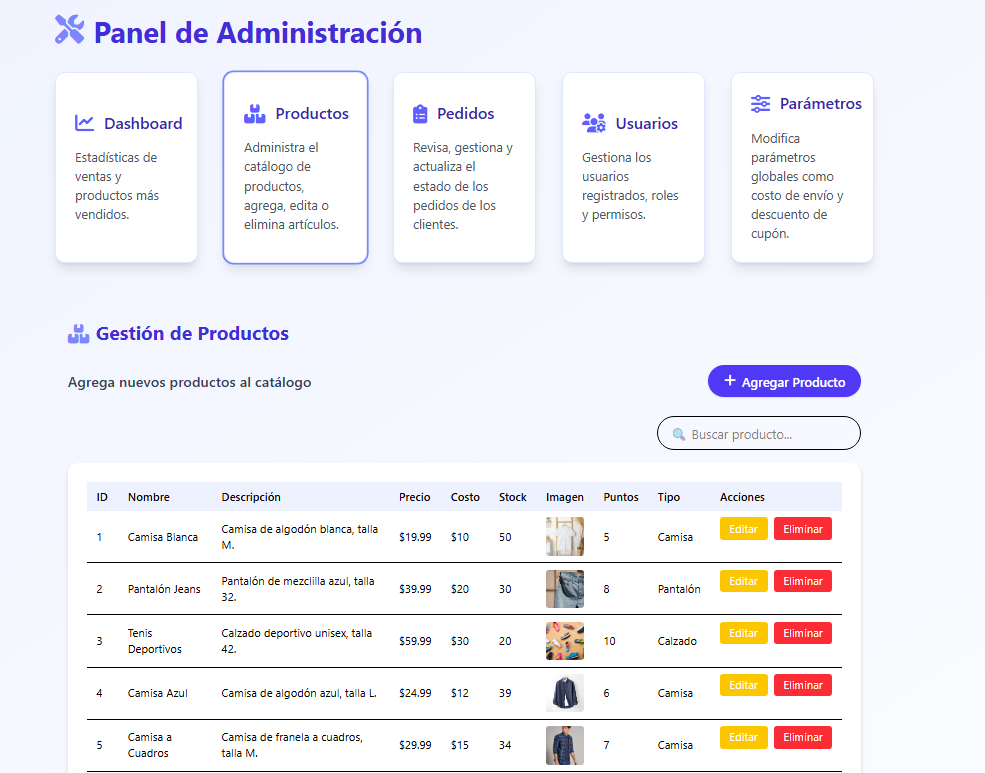 Panel de Administración
Dashboard
Estadísticas de
ventas y
productos más
vendidos.
Productos
Administra el
catálogo de
productos,
agrega, edita o
elimina artículos.
Pedidos
Revisa, gestiona y
actualiza el
estado de los
pedidos de los
clientes.
Usuarios
Gestiona los
usuarios
registrados, roles
y permisos.
Parámetros
Modifica
parámetros
globales como
costo de envío y
descuento de
cupón.
Gestión de Productos
Agrega nuevos productos al catálogo
+ Agregar Producto
Buscar producto...
ID Nombre Descripción Precio Costo Stock Imagen Puntos Tipo Acciones
1 Camisa Blanca Camisa de algodón blanca, talla M. $19.99 $10 50 5 Camisa Editar Eliminar
2 Pantalón Jeans Pantalón de mezclilla azul, talla 32. $39.99 $20 30 8 Pantalón Editar Eliminar
3 Tenis Deportivos Calzado deportivo unisex, talla 42. $59.99 $30 20 10 Calzado Editar Eliminar
4 Camisa Azul Camisa de algodón azul, talla L. $24.99 $12 39 6 Camisa Editar Eliminar
5 Camisa a Cuadros Camisa de franela a cuadros, talla M. $29.99 $15 34 7 Camisa Editar Eliminar